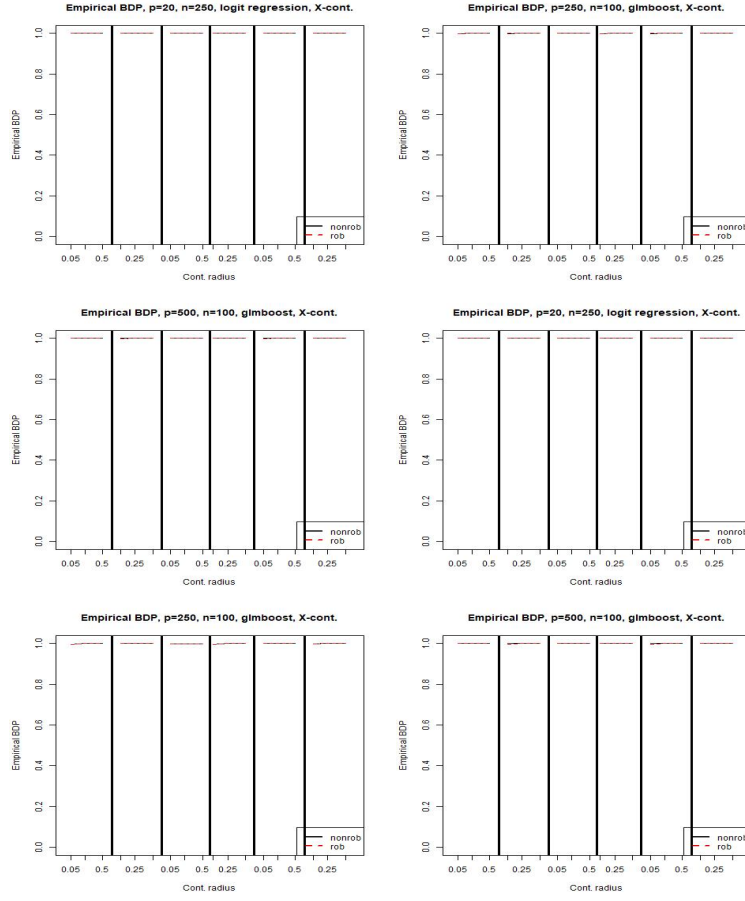 Empirical BDP, p=20, n=250, logit regression, X-cont.
Empirical BDP
1.0
0.8
0.6
0.4
0.2
0.0
nonrob
rob
0.05 0.5 0.25 0.05 0.5 0.25 0.05 0.5 0.25
Cont. radius
Empirical BDP, p=250, n=100, glmboost, X-cont.
Empirical BDP
1.0
0.8
0.6
0.4
0.2
0.0
nonrob
rob
0.05 0.5 0.25 0.05 0.5 0.25 0.05 0.5 0.25
Cont. radius
Empirical BDP, p=500, n=100, glmboost, X-cont.
Empirical BDP
1.0
0.8
0.6
0.4
0.2
0.0
nonrob
rob
0.05 0.5 0.25 0.05 0.5 0.25 0.05 0.5 0.25
Cont. radius
Empirical BDP, p=20, n=250, logit regression, X-cont.
Empirical BDP
1.0
0.8
0.6
0.4
0.2
0.0
nonrob
rob
0.05 0.5 0.25 0.05 0.5 0.25 0.05 0.5 0.25
Cont. radius
Empirical BDP, p=250, n=100, glmboost, X-cont.
Empirical BDP
1.0
0.8
0.6
0.4
0.2
0.0
nonrob
rob
0.05 0.5 0.25 0.05 0.5 0.25 0.05 0.5 0.25
Cont. radius
Empirical BDP, p=500, n=100, glmboost, X-cont.
Empirical BDP
1.0
0.8
0.6
0.4
0.2
0.0
nonrob
rob
0.05 0.5 0.25 0.05 0.5 0.25 0.05 0.5 0.25
Cont. radius